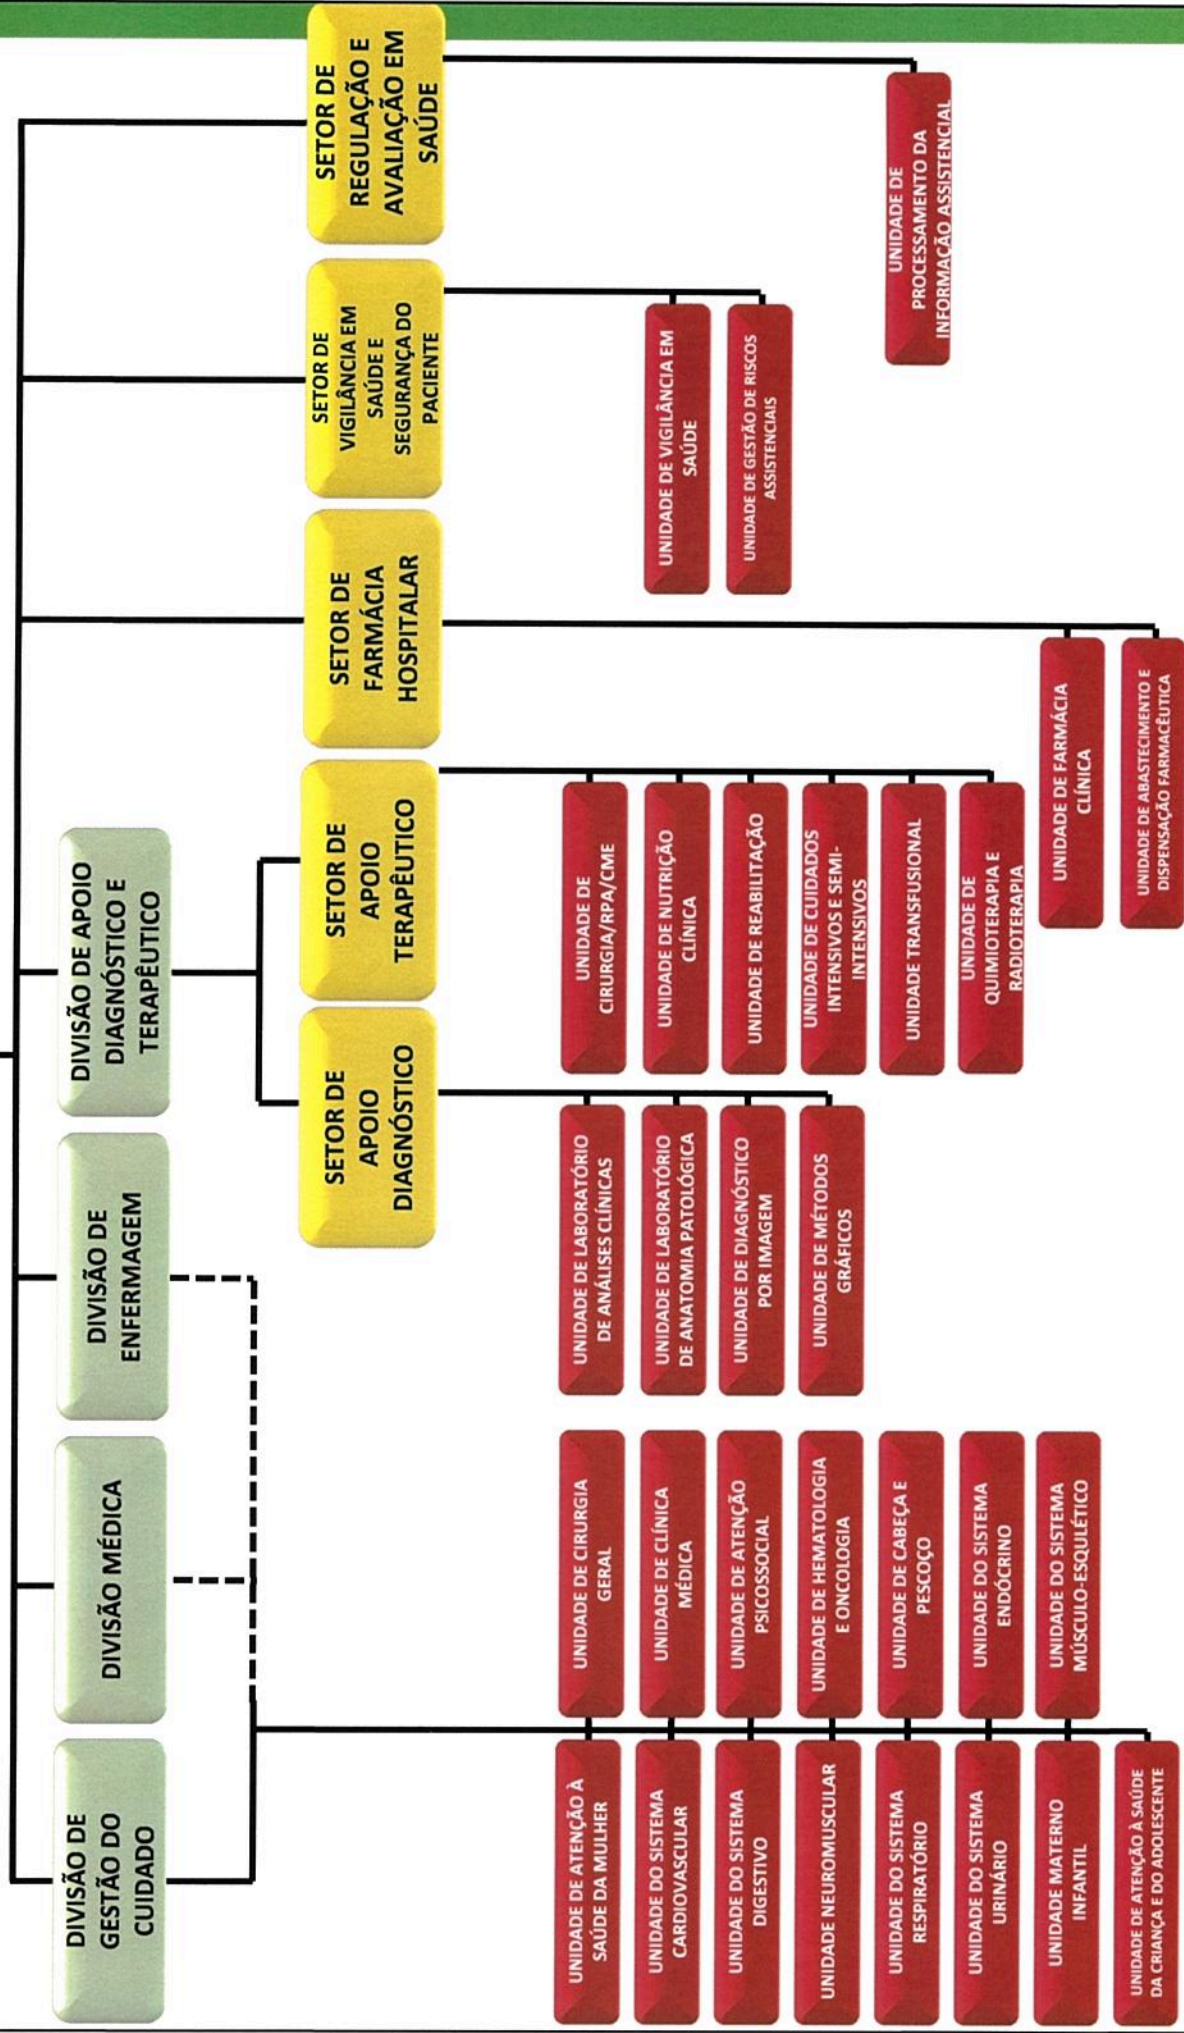 DIVISÃO DE
GESTÃO DO
CUIDADO
DIVISÃO MÉDICA
DIVISÃO DE
ENFERMAGEM
DIVISÃO DE APOIO
DIAGNÓSTICO E
TERAPÊUTICO
SETOR DE
APOIO
DIAGNÓSTICO
SETOR DE
APOIO
TERAPÊUTICO
SETOR DE
FARMÁCIA
HOSPITALAR
SETOR DE
VIGILÂNCIA EM
SAÚDE E
SEGURANÇA DO
PACIENTE
SETOR DE
REGULAÇÃO E
AVALIAÇÃO EM
SAÚDE
UNIDADE DE ATENÇÃO À
SAÚDE DA MULHER
UNIDADE DO SISTEMA
CARDIOVASCULAR
UNIDADE DO SISTEMA
DIGESTIVO
UNIDADE NEUROMUSCULAR
UNIDADE DO SISTEMA
RESPIRATÓRIO
UNIDADE DO SISTEMA
URINÁRIO
UNIDADE MATERNO
INFANTIL
UNIDADE DE ATENÇÃO À SAÚDE
DA CRIANÇA E DO ADOLESCENTE
UNIDADE DE CIRURGIA
GERAL
UNIDADE DE CLÍNICA
MÉDICA
UNIDADE DE ATENÇÃO
PSICOSSOCIAL
UNIDADE DE HEMATOLOGIA
E ONCOLOGIA
UNIDADE DE CABEÇA E
PESCOÇO
UNIDADE DO SISTEMA
ENDÓCRINO
UNIDADE DO SISTEMA
MÚSCULO-ESQULÉTICO
UNIDADE DE LABORATÓRIO
DE ANÁLISES CLÍNICAS
UNIDADE DE LABORATÓRIO
DE ANATOMIA PATOLÓGICA
UNIDADE DE DIAGNÓSTICO
POR IMAGEM
UNIDADE DE MÉTODOS
GRÁFICOS
UNIDADE DE
CIRURGIA/RPA/CME
UNIDADE DE NUTRIÇÃO
CLÍNICA
UNIDADE DE REABILITAÇÃO
UNIDADE DE CUIDADOS
INTENSIVOS E SEMI-
INTENSIVOS
UNIDADE TRANSFUSIONAL
UNIDADE DE
QUIMIOTERAPIA E
RADIOTERAPIA
UNIDADE DE FARMÁCIA
CLÍNICA
UNIDADE DE ABASTECIMENTO E
DISPENSAÇÃO FARMACÊUTICA
UNIDADE DE VIGILÂNCIA EM
SAÚDE
UNIDADE DE GESTÃO DE RISCOS
ASSISTENCIAIS
UNIDADE DE
PROCESSAMENTO DA
INFORMAÇÃO ASSISTENCIAL